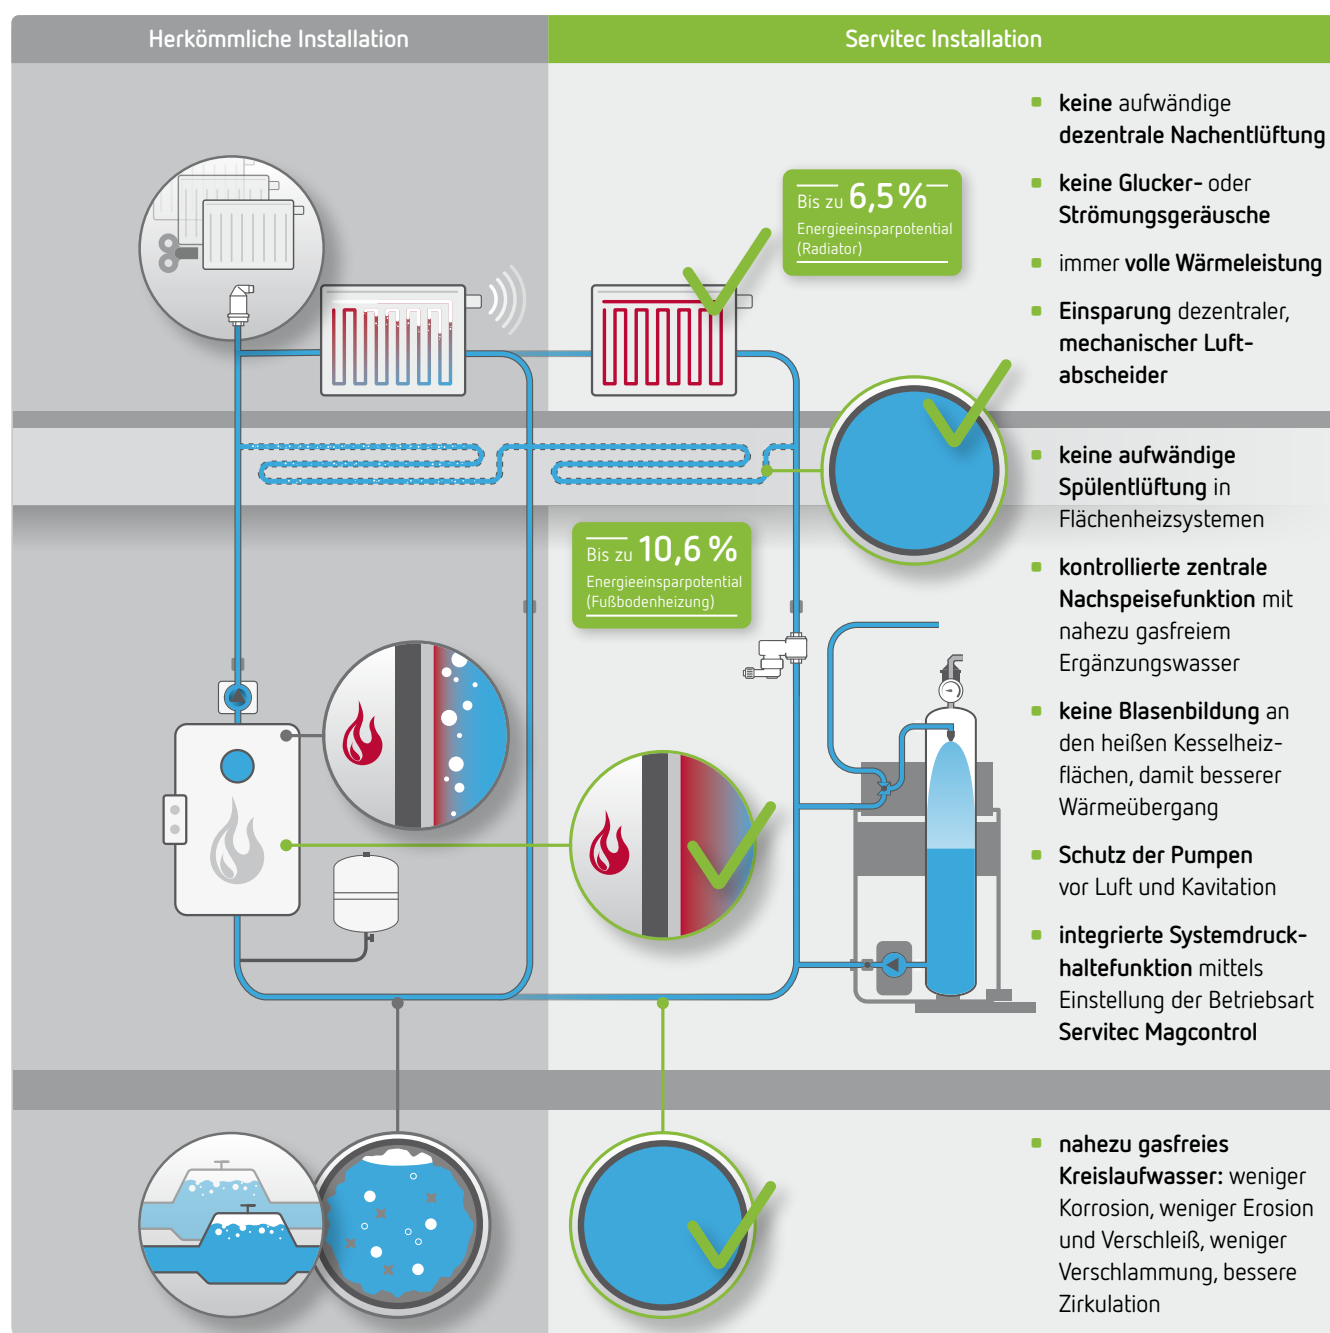 Herkömmliche Installation
Servitec Installation
keine aufwändige
dezentrale Nachentlüftung
keine Glucker- oder
Strömungsgeräusche
immer volle Wärmeleistung
Einsparung dezentraler,
mechanischer Luft-
abscheider
Bis zu 6,5%
Energieeinsparpotential
(Radiator)
keine aufwändige
Spülentlüftung in
Flächenheizsystemen
kontrollierte zentrale
Nachspeisefunktion mit
nahezu gasfreiem
Ergänzungswasser
keine Blasenbildung an
den heißen Kesselheiz-
flächen, damit besserer
Wärmeübergang
Schutz der Pumpen
vor Luft und Kavitation
integrierte Systemdruck-
haltefunktion mittels
Einstellung der Betriebsart
Servitec Magcontrol
Bis zu 10,6 %
Energieeinsparpotential
(Fußbodenheizung)
nahezu gasfreies
Kreislaufwasser: weniger
Korrosion, weniger Erosion
und Verschleiß, weniger
Verschlammung, bessere
Zirkulation